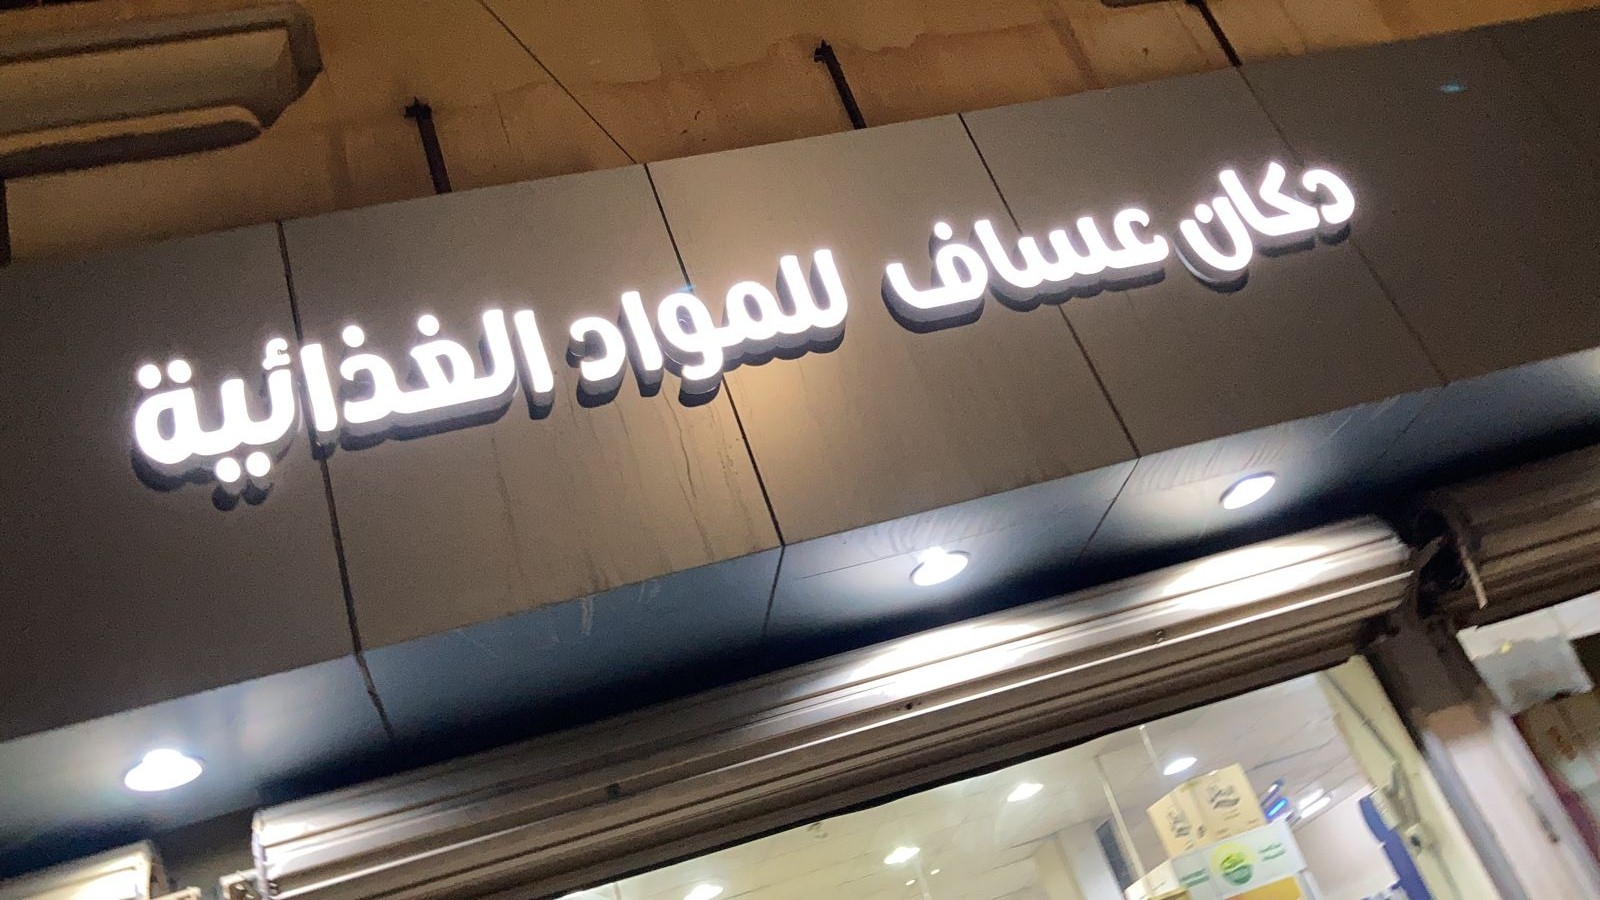 دكان عساف للمواد الغذائية